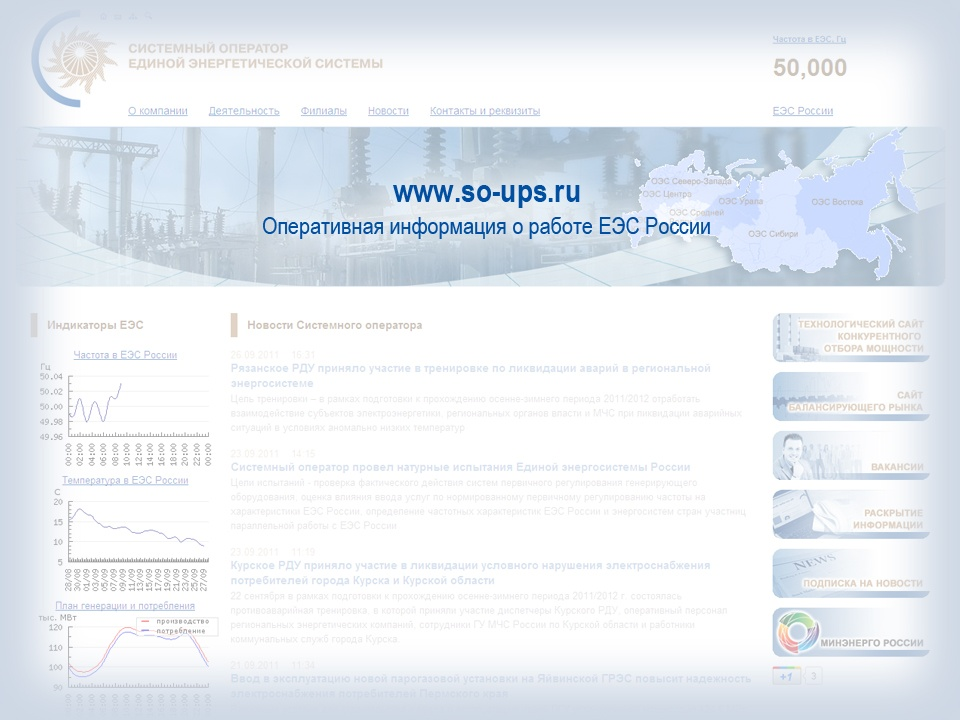 СИСТЕМНЫЙ ОПЕРАТОР
ЕДИНОЙ ЭНЕРГЕТИЧЕСКОЙ СИСТЕМЫ
Частота в ЕЭС, Гц
50,000
О компании Деятельность Филиалы Новости Контакты и реквизиты ЕЭС России
www.so-ups.ru
Оперативная информация о работе ЕЭС России
ОЭС Северо-Запада
ОЭС Центра
ОЭС Урала
ОЭС Востока
ОЭС Средней
ОЭС Сибири
Индикаторы ЕЭС
Частота в ЕЭС России
Гц
50.04
50.02
50.00
49.98
49.96
00:00 02:00 04:00 06:00 08:00 10:00 12:00 14:00 16:00 18:00 20:00 22:00 00:00
Температура в ЕЭС России
С
20
15
10
5
28/08 30/08 01/09 03/09 05/09 07/09 09/09 11/09 13/09 15/09 17/09 19/09 21/09 23/09 25/09 27/09
План генерации и потребления
тыс. МВт
производство
потребление
120
110
100
90
Новости Системного оператора
26.09.2011 16:21
Рязанское РДУ приняло участие в тренировке по ликвидации аварий в региональной
энергосистеме
Цель тренировки – в рамках подготовки к прохождению осенне-зимнего периода 2011/2012 отработать
взаимодействие субъектов электроэнергетики, региональных органов власти и МЧС при ликвидации аварийных
ситуаций в условиях аномально низких температур
23.09.2011 14:15
Системный оператор провел натурные испытания Единой энергосистемы России
Цели испытаний - проверка фактического действия систем первичного регулирования генерирующего
оборудования, оценка влияния ввода услуг по нормированному первичному регулированию частоты на
характеристики ЕЭС России, определение частотных характеристик ЕЭС России и энергосистем стран участниц
параллельной работы с ЕЭС России
23.09.2011
Курское РДУ приняло участие в ликвидации условного нарушения электроснабжения
потребителей города Курска и Курской области
22 сентября в рамках подготовки к прохождению осенне-зимнего периода 2011/2012 г. состоялась
противоаварийная тренировка, в которой приняли участие диспетчеры Курского РДУ, оперативный персонал
региональных энергетических компаний, сотрудники ГУ МЧС России по Курской области и работники
коммунальных служб города Курска
21.09.2011 11:34
Ввод в эксплуатацию новой парогазовой установки на Яйвинской ГРЭС повысит надежность
электроснабжения потребителей Пермского края
ТЕХНОЛОГИЧЕСКИЙ САЙТ
КОНКУРЕНТНОГО
ОТБОРА МОЩНОСТИ
САЙТ
БАЛАНСИРУЮЩЕГО РЫНКА
ВАКАНСИИ
РАСКРЫТИЕ
ИНФОРМАЦИИ
NEWS
ПОДПИСКА НА НОВОСТИ
МИНЭНЕРГО РОССИИ
+1 3